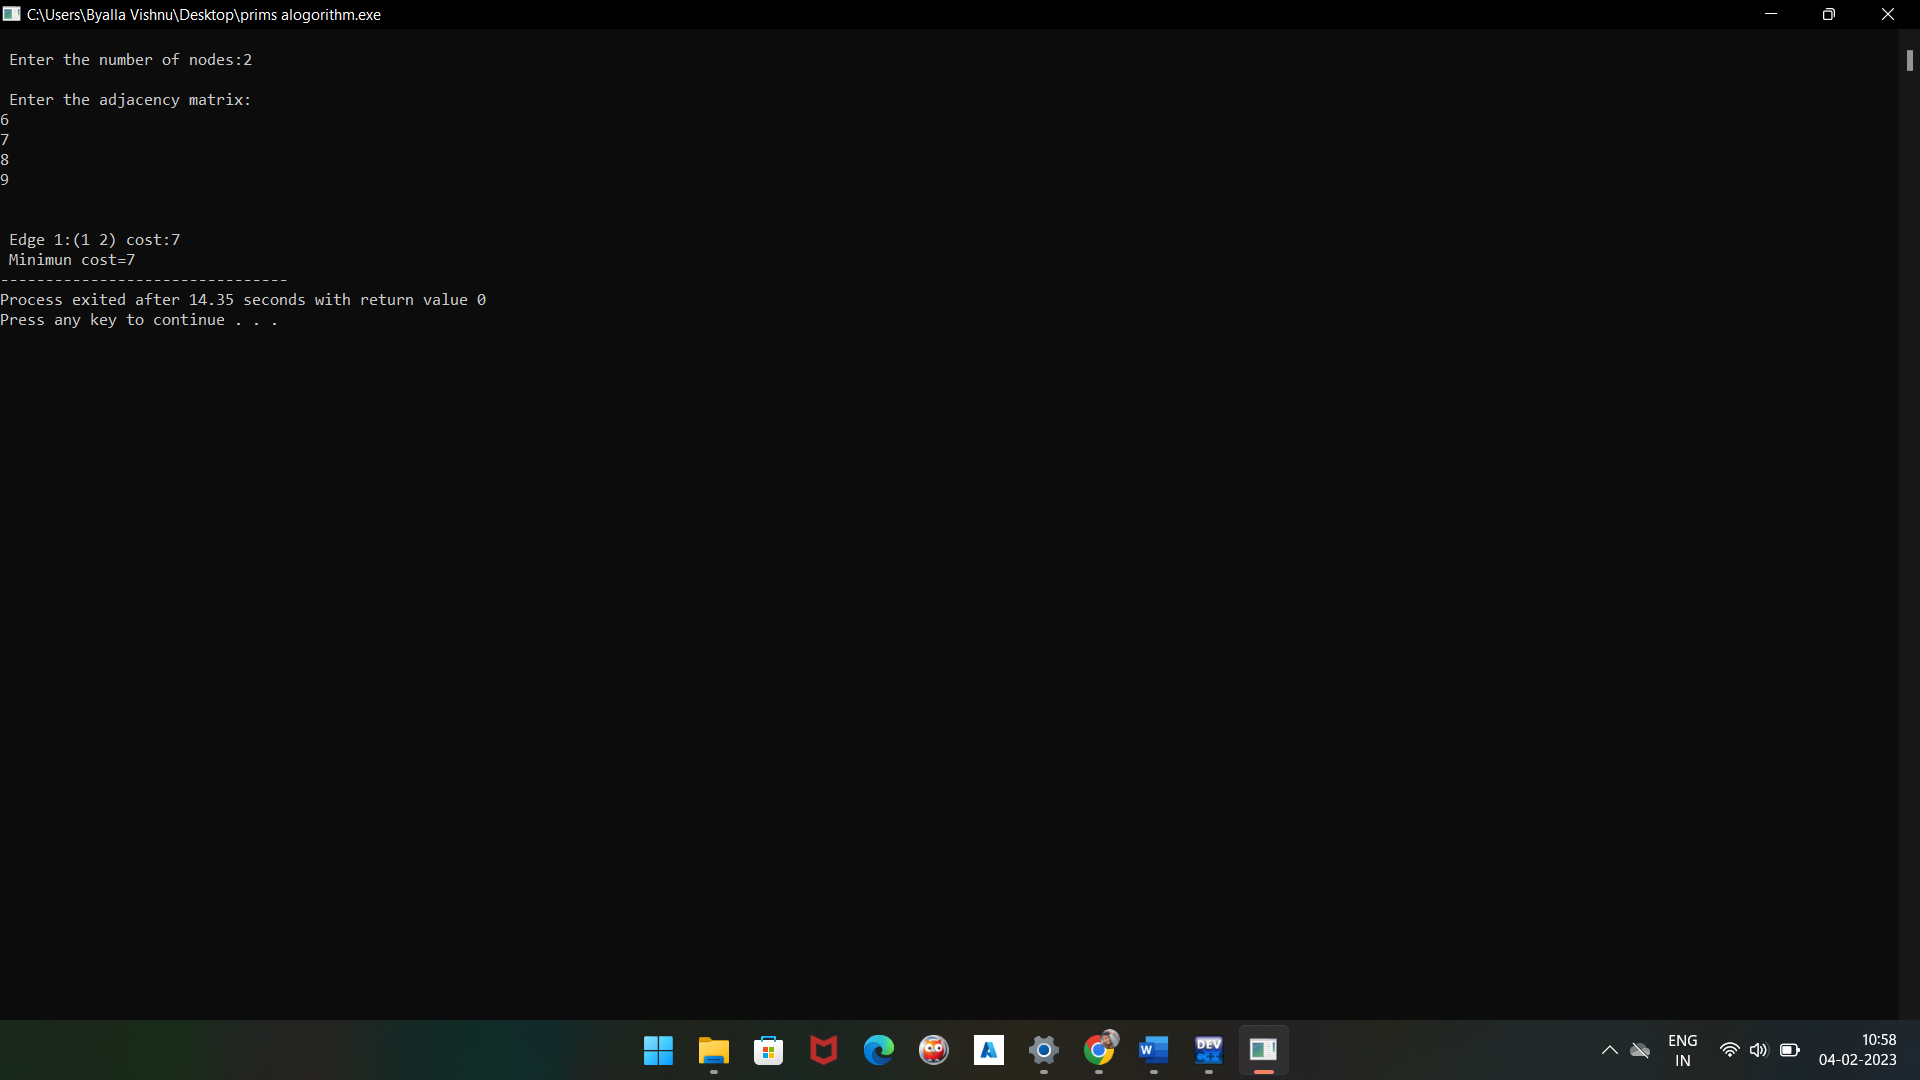 C:\Users\Byalla Vishnu\Desktop\prims alogorithm.exe
Enter the number of nodes:2
Enter the adjacency matrix:
6
7
8
9
Edge 1:(1 2) cost:7
Minimun cost=7
--------------------------------
Process exited after 14.35 seconds with return value 0
Press any key to continue . . .
W
DEV
C++
ENG
IN
10:58
04-02-2023